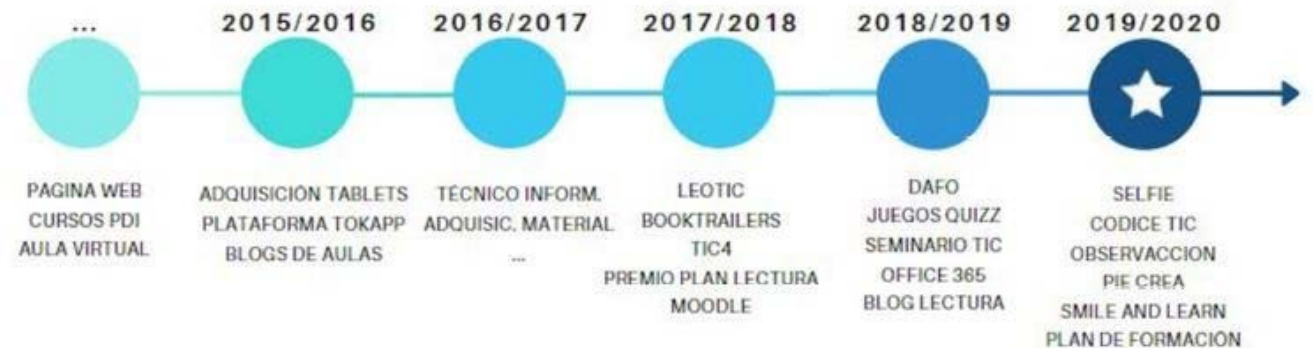 ...
PAGINA WEB
CURSOS PDI
AULA VIRTUAL
2015/2016
ADQUISICIÓN TABLETS
PLATAFORMA TOKAPP
BLOGS DE AULAS
2016/2017
TÉCNICO INFORM.
ADQUISIC. MATERIAL
...
2017/2018
LEOTIC
BOOKTRAILERS
TIC4
PREMIO PLAN LECTURA
MOODLE
2018/2019
DAFO
JUEGOS QUIZZ
SEMINARIO TIC
OFFICE 365
BLOG LECTURA
2019/2020
SELFIE
CODICE TIC
OBSERVACCION
PIE CREA
SMILE AND LEARN
PLAN DE FORMACIÓN